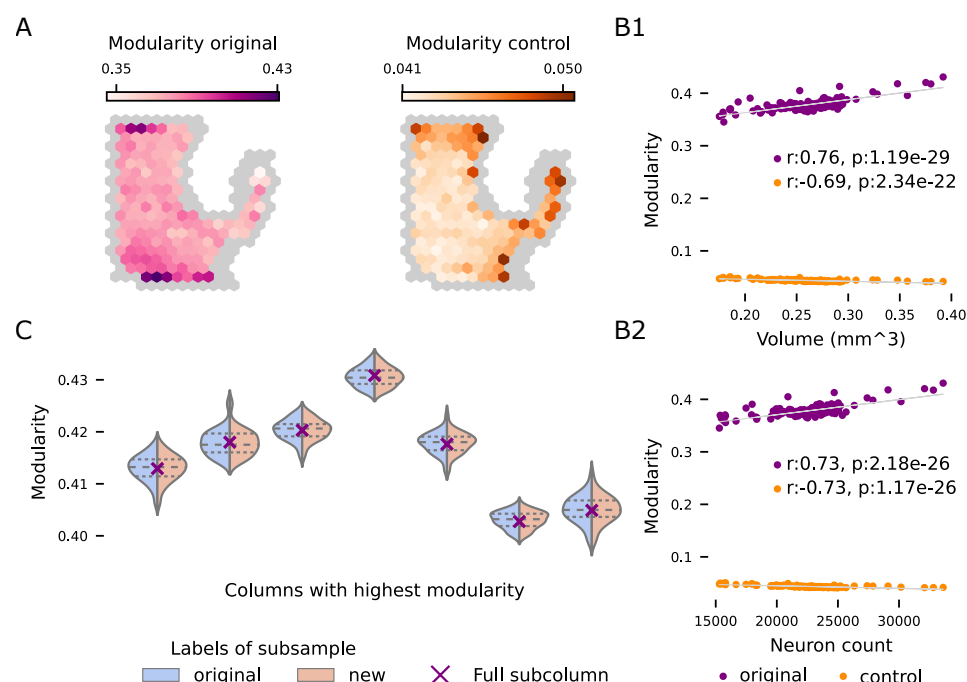 A
Modularity original
0.35
0.43
Modularity control
0.041
0.050
B1
Modularity
0.4
0.3
0.2
0.1
r:0.76, p:1.19e-29
r:-0.69, p:2.34e-22
0.20
0.25
0.30
0.35
0.40
Volume (mm^3)
C
Modularity
0.43
0.42
0.41
0.40
Columns with highest modularity
Labels of subsample
original
new
Full subcolumn
B2
Modularity
0.4
0.3
0.2
0.1
r:0.73, p:2.18e-26
r:-0.73, p:1.17e-26
15000
20000
25000
30000
Neuron count
original
control